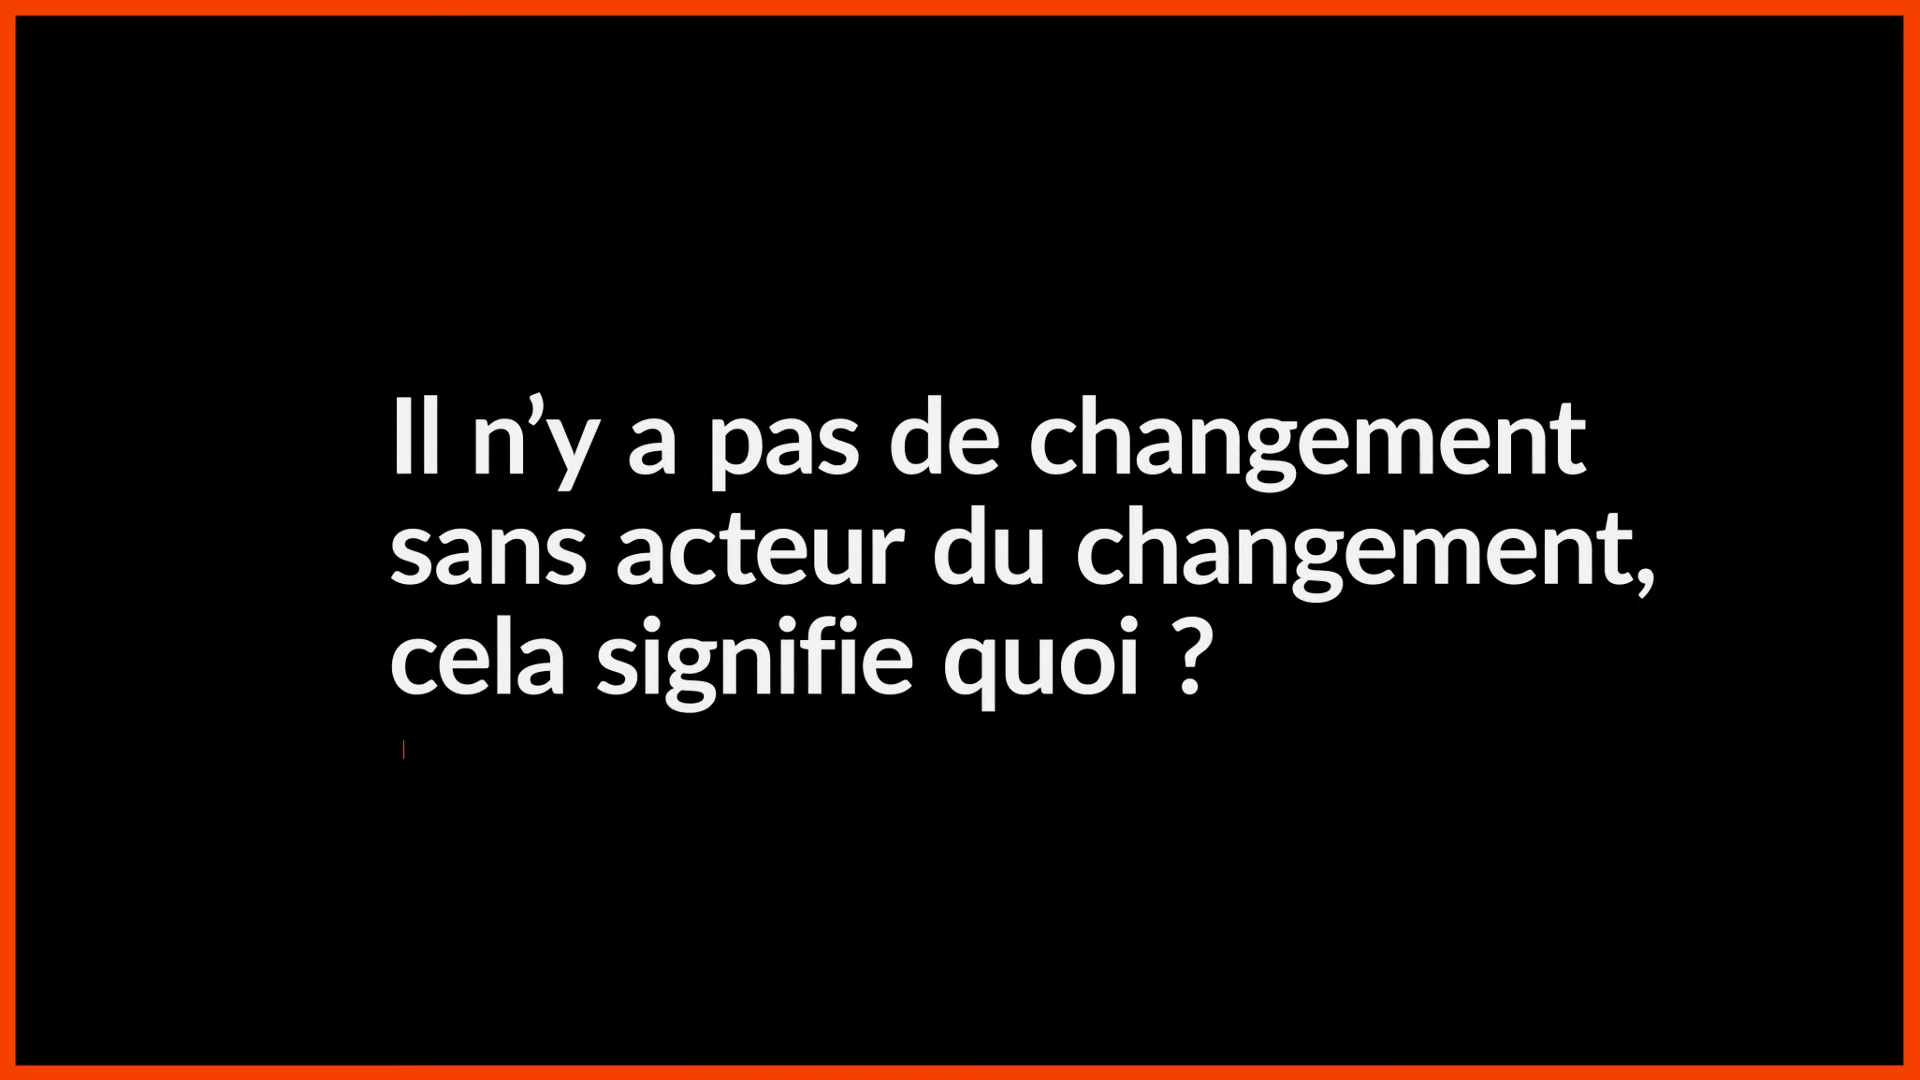 Il n’y a pas de changement
sans acteur du changement,
cela signifie quoi ?